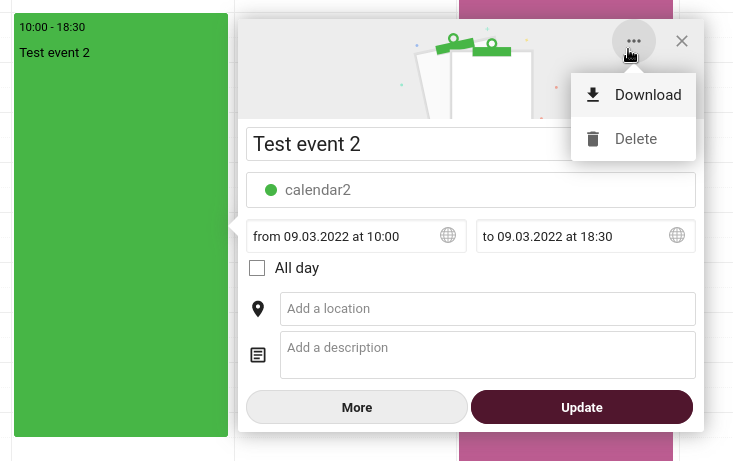 10:00 - 18:30
Test event 2
Download
Delete
Test event 2
calendar2
from 09.03.2022 at 10:00
to 09.03.2022 at 18:30
All day
Add a location
Add a description
More
Update